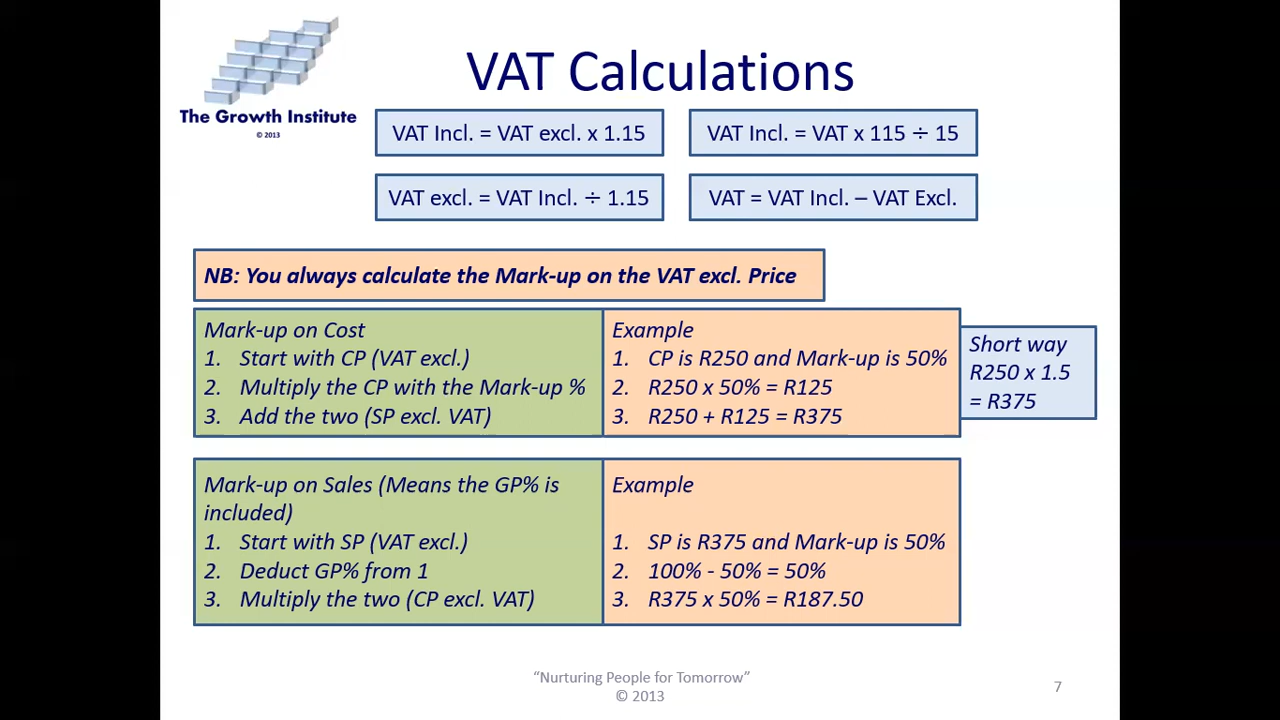 The Growth Institute
© 2013
VAT Calculations
VAT Incl. = VAT excl. x 1.15
VAT Incl. = VAT x 115 ÷ 15
VAT excl. = VAT Incl. ÷ 1.15
VAT = VAT Incl. – VAT Excl.
NB: You always calculate the Mark-up on the VAT excl. Price
Mark-up on Cost
1. Start with CP (VAT excl.)
2. Multiply the CP with the Mark-up %
3. Add the two (SP excl. VAT)
Example
1. CP is R250 and Mark-up is 50%
2. R250 x 50% = R125
3. R250 + R125 = R375
Short way
R250 x 1.5
= R375
Mark-up on Sales (Means the GP% is
included)
1. Start with SP (VAT excl.)
2. Deduct GP% from 1
3. Multiply the two (CP excl. VAT)
Example
1. SP is R375 and Mark-up is 50%
2. 100% - 50% = 50%
3. R375 x 50% = R187.50
“Nurturing People for Tomorrow”
© 2013
7